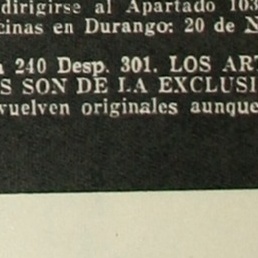 dirigirse al Apartado 103
cinas en Durango: 20 de N
240 Desp. 301. LOS ART
S SON DE LA EXCLUSI
vuelven originales aunque